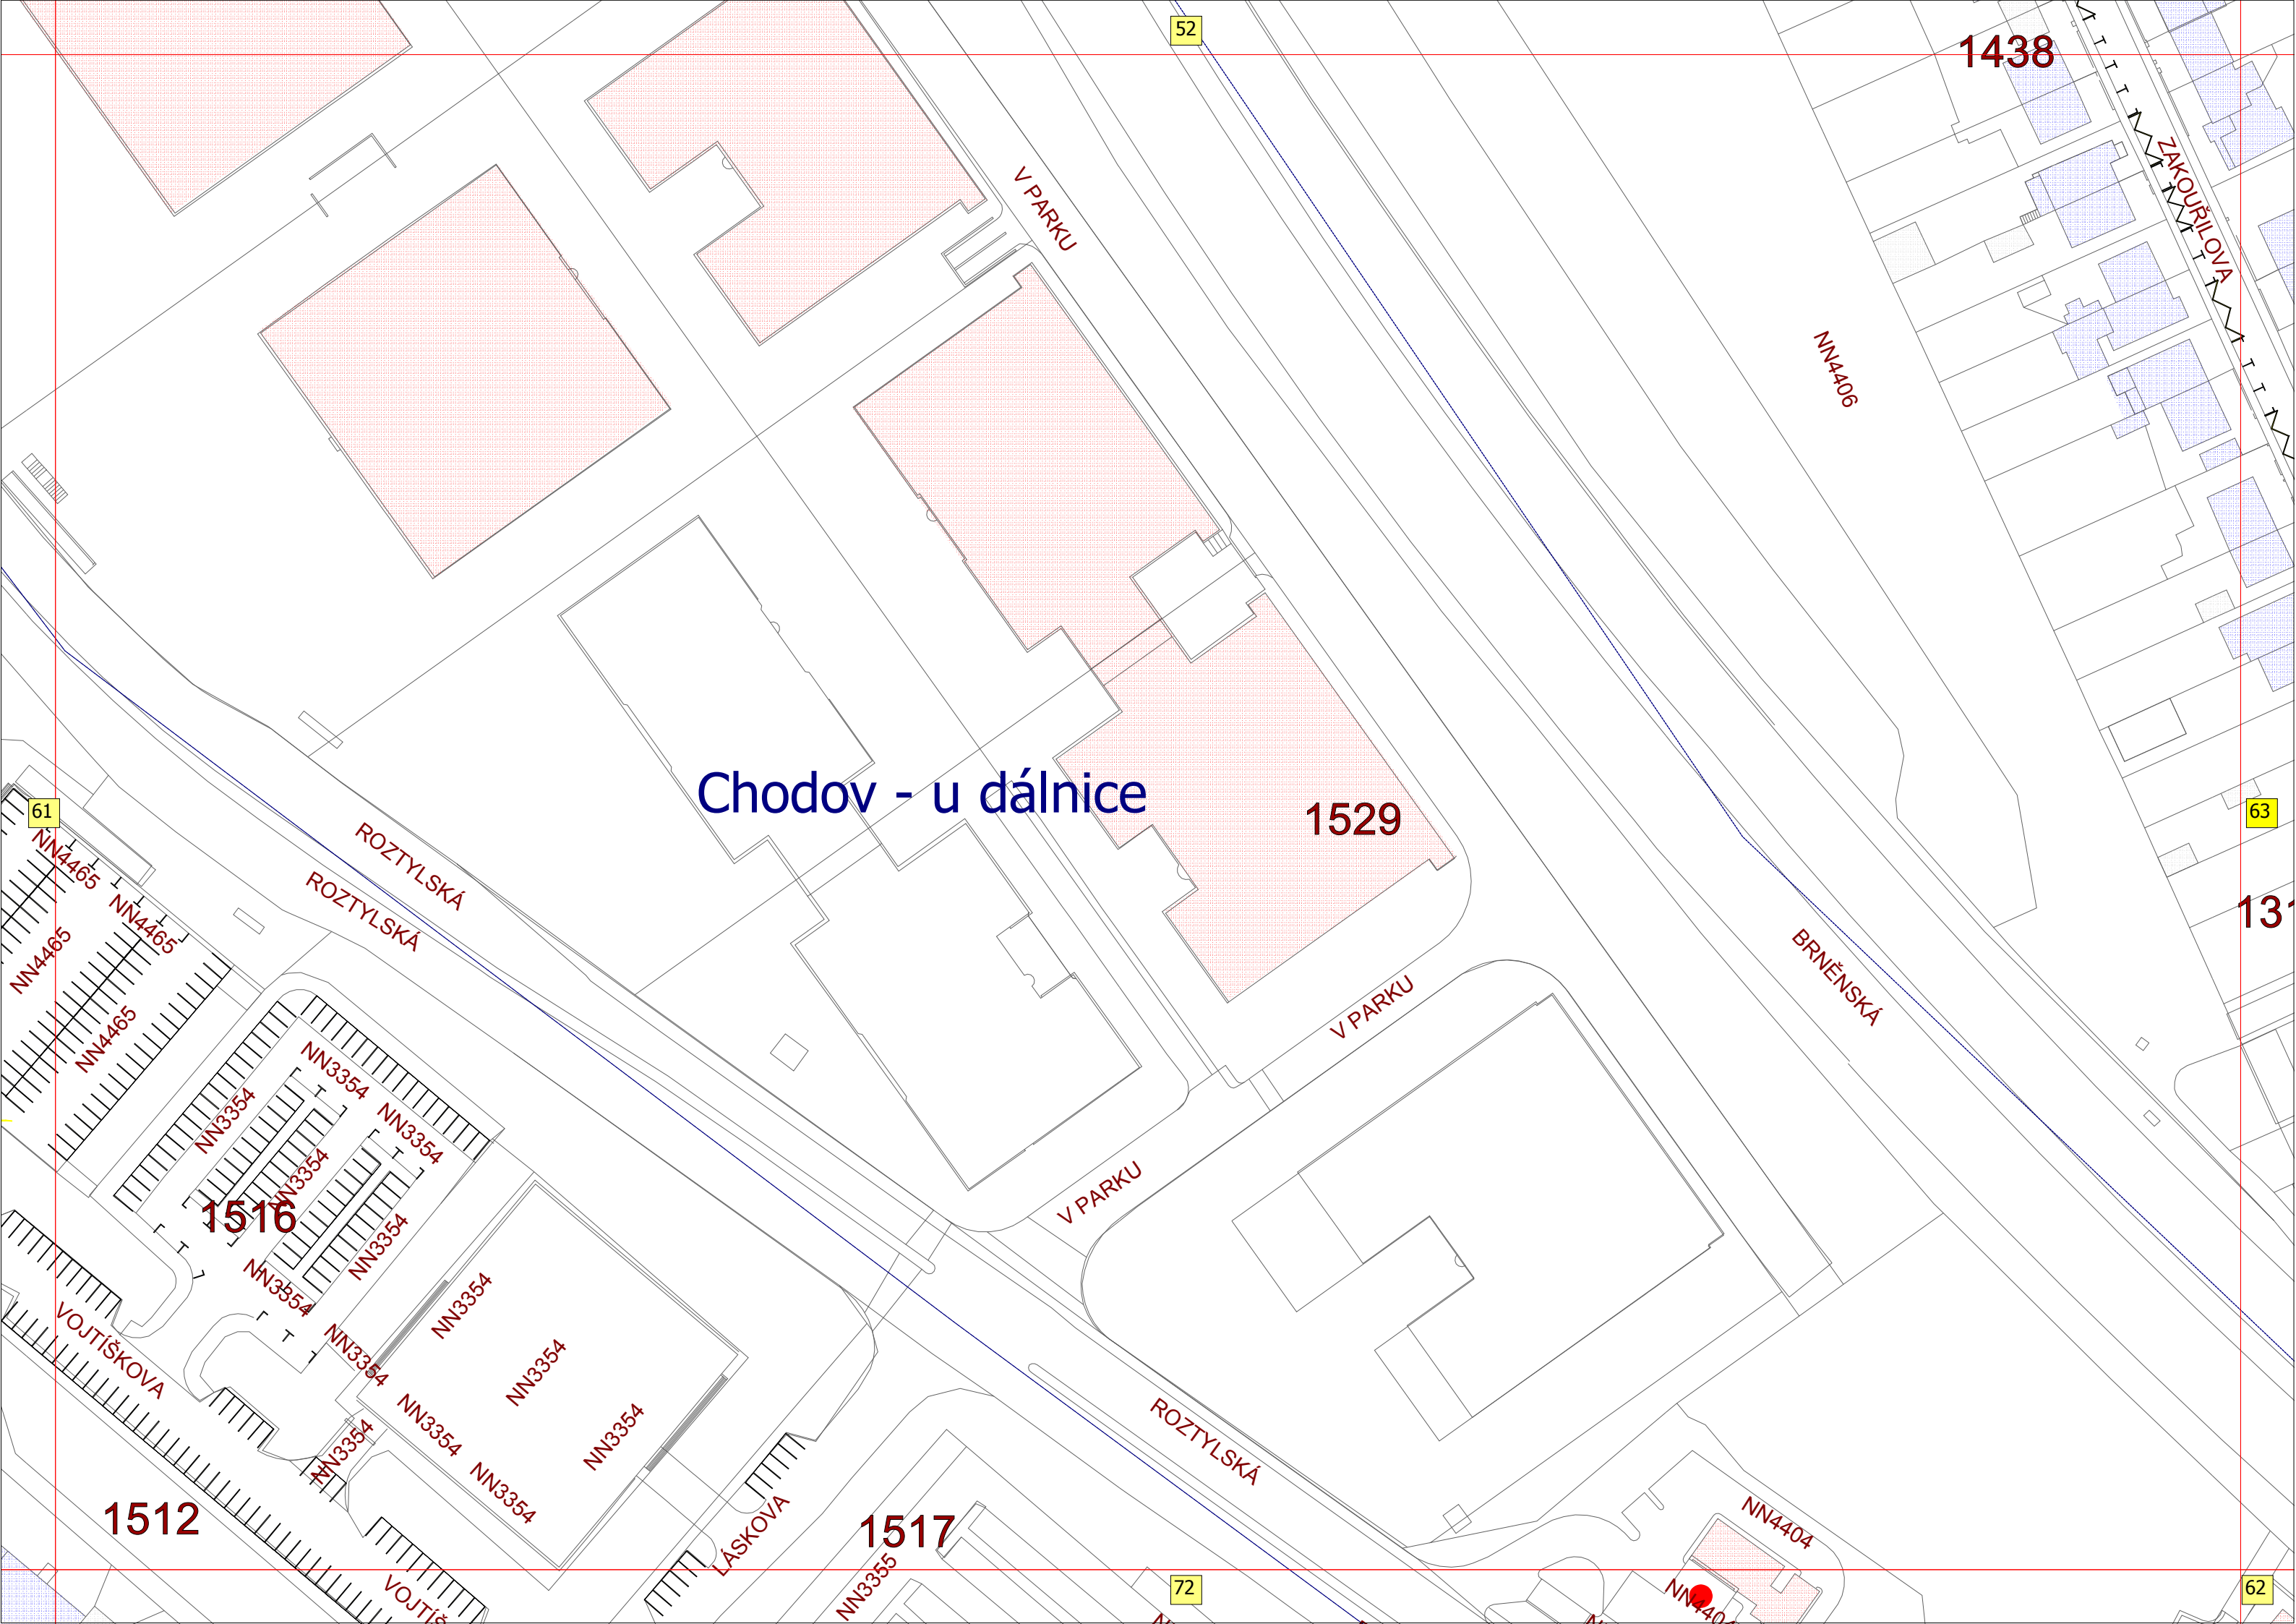 52
1438
ZAKOUŘILOVA
V PARKU
NN4406
Chodov - u dálnice
61
63
1529
ROZTYLSKÁ
ROZTYLSKÁ
NN4465
NN4465
NN4465
NN4465
BRNĚNSKÁ
V PARKU
NN3354
NN3354
NN3354
NN3354
1516
V PARKU
NN3354
NN3354
NN3354
VOJTÍŠKOVA
NN3354
NN3354
NN3354
NN3354
NN3354
NN3354
ROZTYLSKÁ
1512
1517
LÁSKOVA
NN4404
NN3355
72
NN4404
62